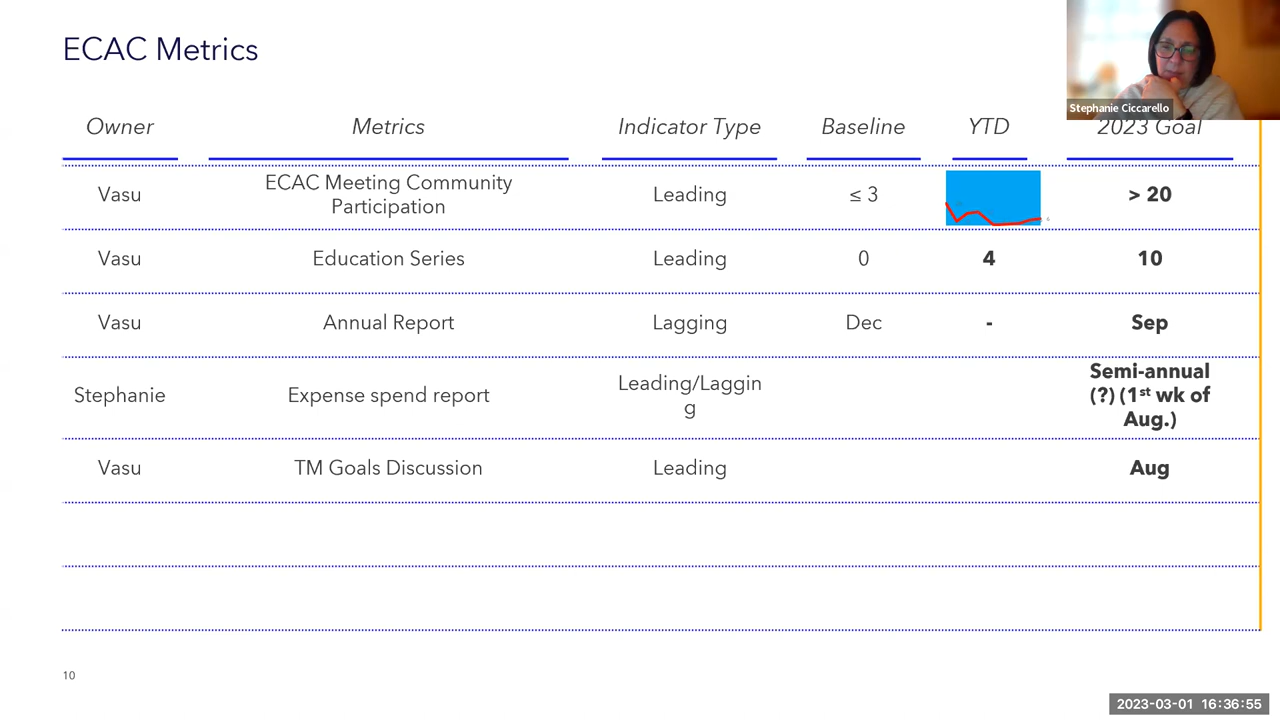 ECAC Metrics
Stephanie Ciccarello
Owner Metrics Indicator Type Baseline YTD 2023 Goal
Vasu ECAC Meeting Community Participation Leading ≤ 3 > 20
Vasu Education Series Leading 0 4 10
Vasu Annual Report Lagging Dec - Sep
Stephanie Expense spend report Leading/Laggin
g
Semi-annual
(?) (1st wk of
Aug.)
Vasu TM Goals Discussion Leading Aug
10
2023-03-01 16:36:55